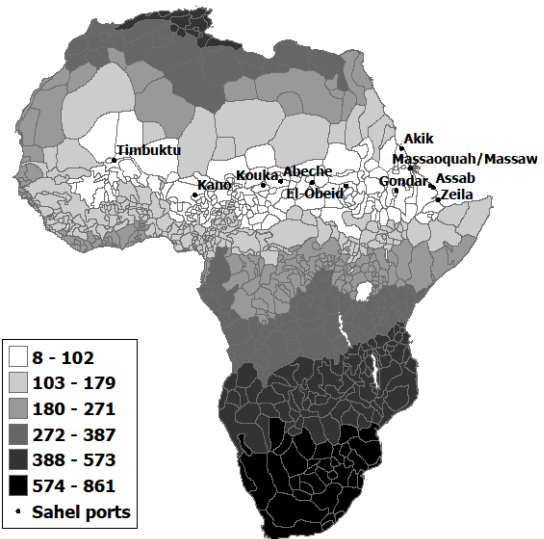 Akik
Timbuktu
Massaoquah/Massaw
Kouka
Abeche
Gondar
Assab
Kano
El-Obeid
Zeila
8 - 102
103 - 179
180 - 271
272 - 387
388 - 573
574 - 861
Sahel ports